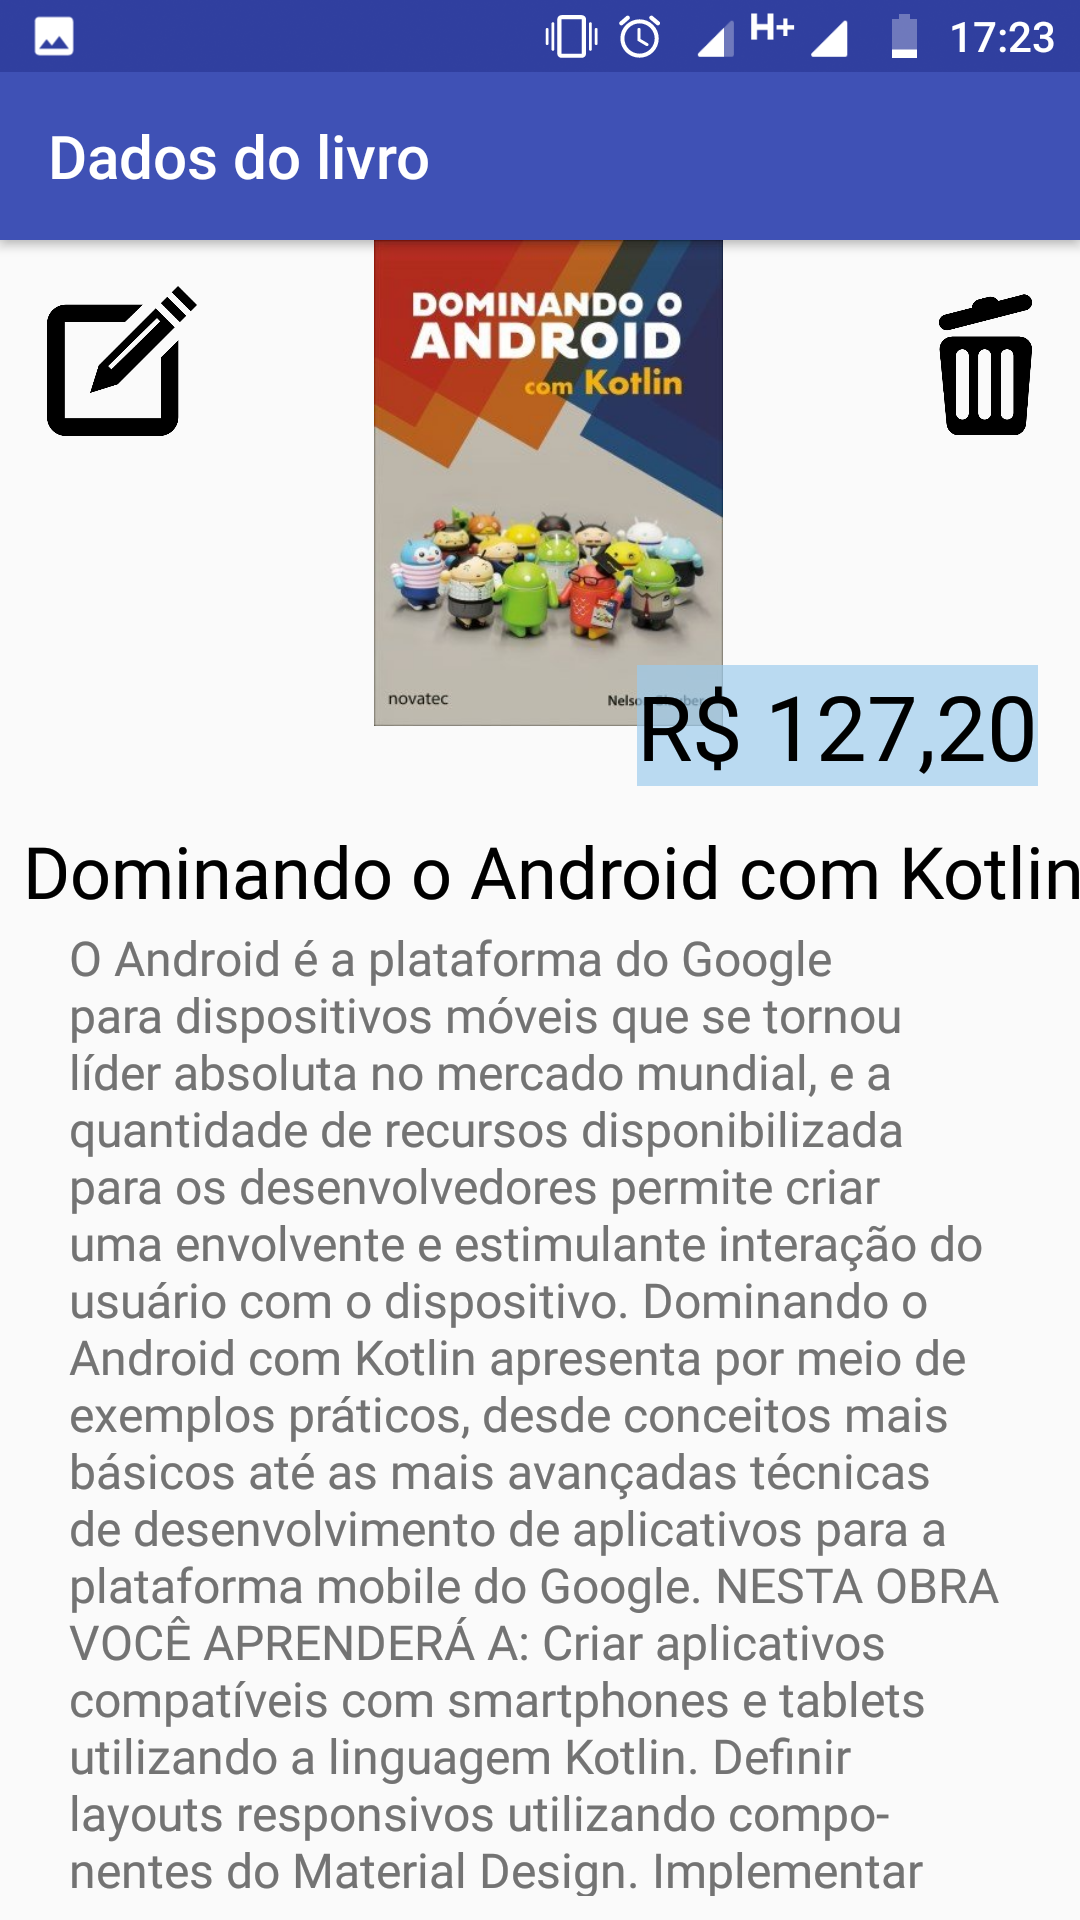 H+ 17:23
Dados do livro
DOMINANDO O
ANDROID
com Kotlin
novatec
R$ 127,20
Dominando o Android com Kotlin
O Android é a plataforma do Google
para dispositivos móveis que se tornou
líder absoluta no mercado mundial, e a
quantidade de recursos disponibilizada
para os desenvolvedores permite criar
uma envolvente e estimulante interação do
usuário com o dispositivo. Dominando o
Android com Kotlin apresenta por meio de
exemplos práticos, desde conceitos mais
básicos até as mais avançadas técnicas
de desenvolvimento de aplicativos para a
plataforma mobile do Google. NESTA OBRA
VOCÊ APRENDERÁ A: Criar aplicativos
compatíveis com smartphones e tablets
utilizando a linguagem Kotlin. Definir
layouts responsivos utilizando compo-
nentes do Material Design. Implementar